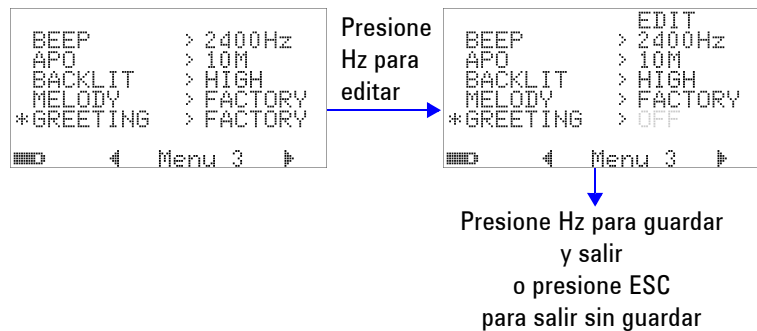 BEEP > 2400Hz
APO > 10M
BACKLIT > HIGH
MELODY > FACTORY
*GREETING > FACTORY
Menu 3
Presione
Hz para
editar
EDIT
BEEP > 2400Hz
APO > 10M
BACKLIT > HIGH
MELODY > FACTORY
*GREETING > OFF
Menu 3
Presione Hz para guardar
y salir
o presione ESC
para salir sin guardar